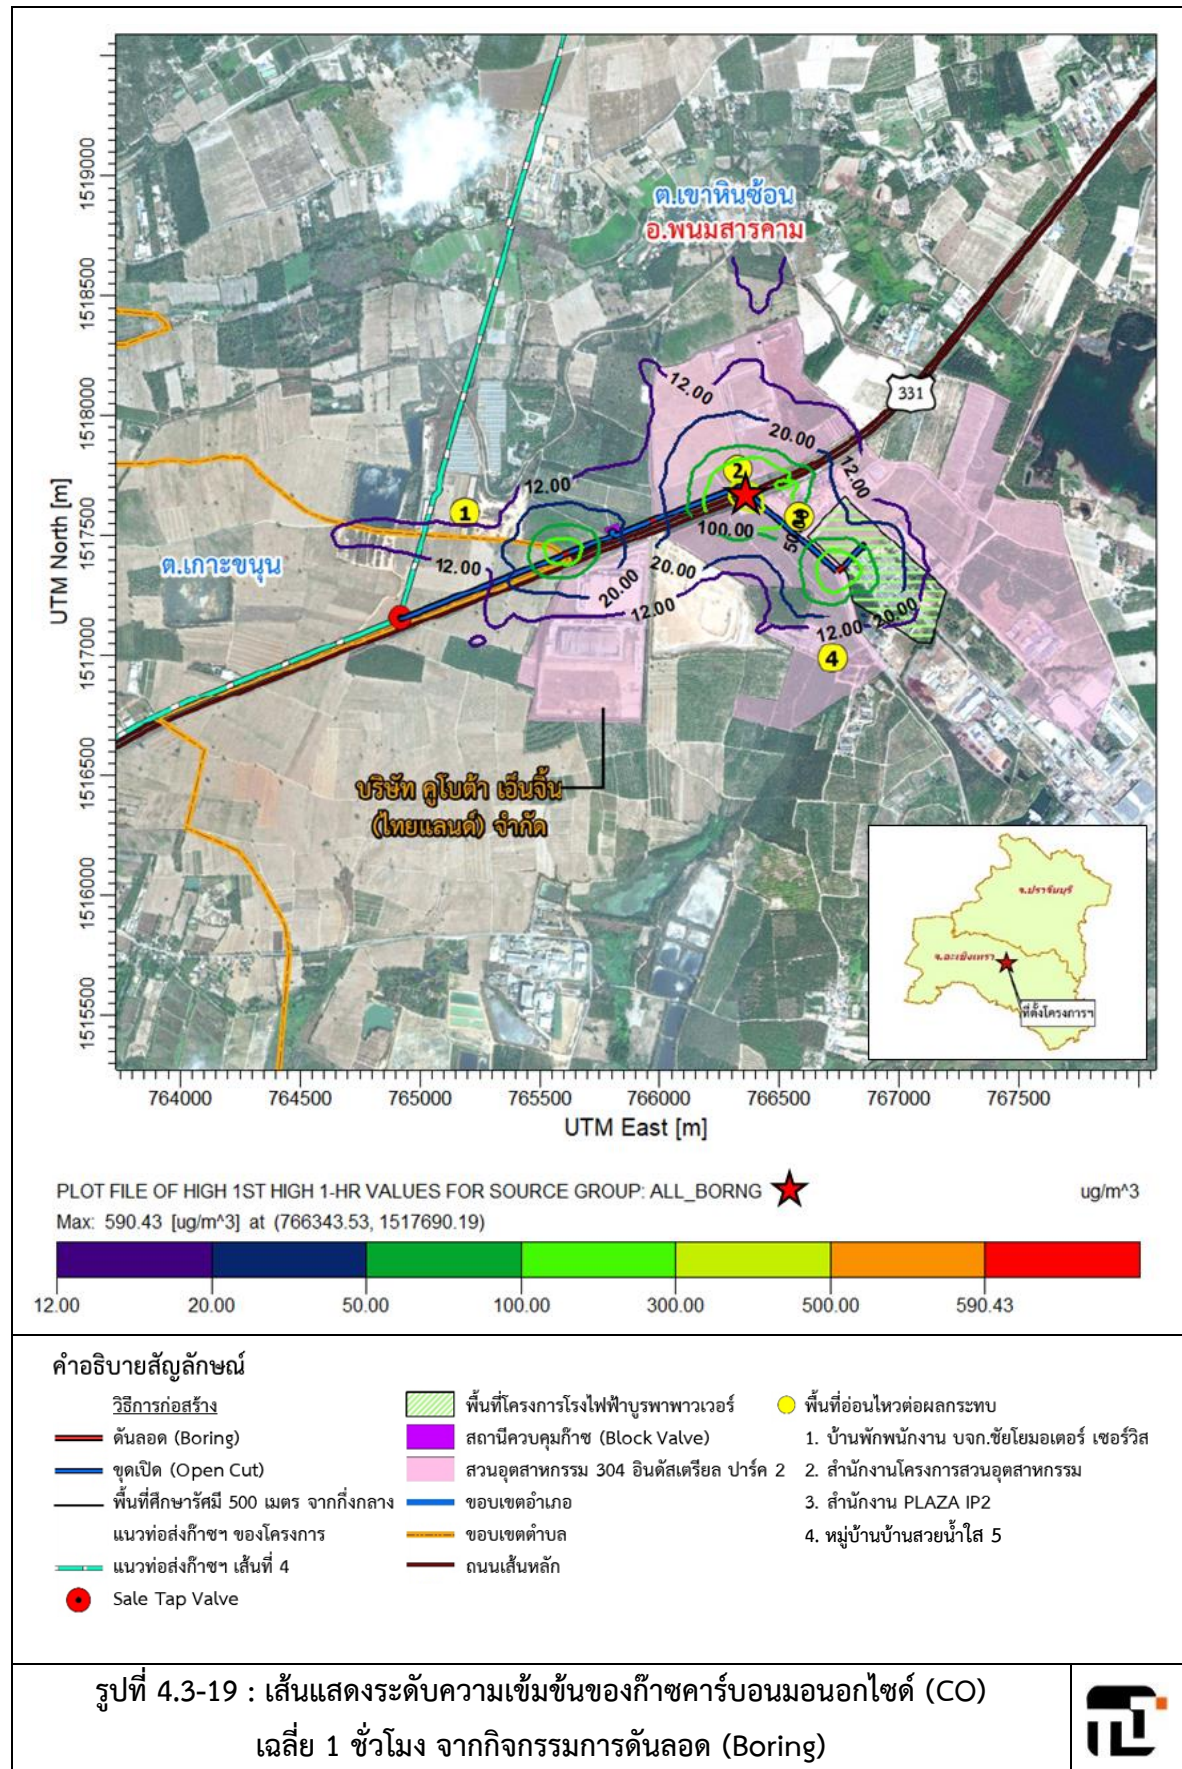 ต.เขาหินซ้อน
อ.พนมสารคาม
331
12.00
20.00
12.00
2
12.00
1
3
100.00
50.00
ต.เกาะขนุน
12.00
20.00
20.00
12.00
12.00
20.00
4
บริษัท คูโบต้า เอ็นจิ้น
(ไทยแลนด์) จำกัด
จ.ปราจีนบุรี
จ.ฉะเชิงเทรา
ที่ตั้งโครงการฯ
UTM North [m]
1519000
1518500
1518000
1517500
1517000
1516500
1516000
1515500
764000 764500 765000 765500 766000 766500 767000 767500
UTM East [m]
PLOT FILE OF HIGH 1ST HIGH 1-HR VALUES FOR SOURCE GROUP: ALL_BORNG ug/m^3
Max: 590.43 [ug/m^3] at (766343.53, 1517690.19)
12.00 20.00 50.00 100.00 300.00 500.00 590.43
คำอธิบายสัญลักษณ์
วิธีการก่อสร้าง
ดันลอด (Boring)
ขุดเปิด (Open Cut)
พื้นที่ศึกษารัศมี 500 เมตร จากกึ่งกลาง
แนวท่อส่งก๊าซฯ ของโครงการ
แนวท่อส่งก๊าซฯ เส้นที่ 4
Sale Tap Valve
พื้นที่โครงการโรงไฟฟ้าบูรพาพาวเวอร์
สถานีควบคุมก๊าซ (Block Valve)
สวนอุตสาหกรรม 304 อินดัสเตรียล ปาร์ค 2
ขอบเขตอำเภอ
ขอบเขตตำบล
ถนนเส้นหลัก
พื้นที่อ่อนไหวต่อผลกระทบ
1. บ้านพักพนักงาน บจก.ชัยโยมอเตอร์ เซอร์วิส
2. สำนักงานโครงการสวนอุตสาหกรรม
3. สำนักงาน PLAZA IP2
4. หมู่บ้านบ้านสวยน้ำใส 5
รูปที่ 4.3-19 : เส้นแสดงระดับความเข้มข้นของก๊าซคาร์บอนมอนอกไซด์ (CO)
เฉลี่ย 1 ชั่วโมง จากกิจกรรมการดันลอด (Boring)